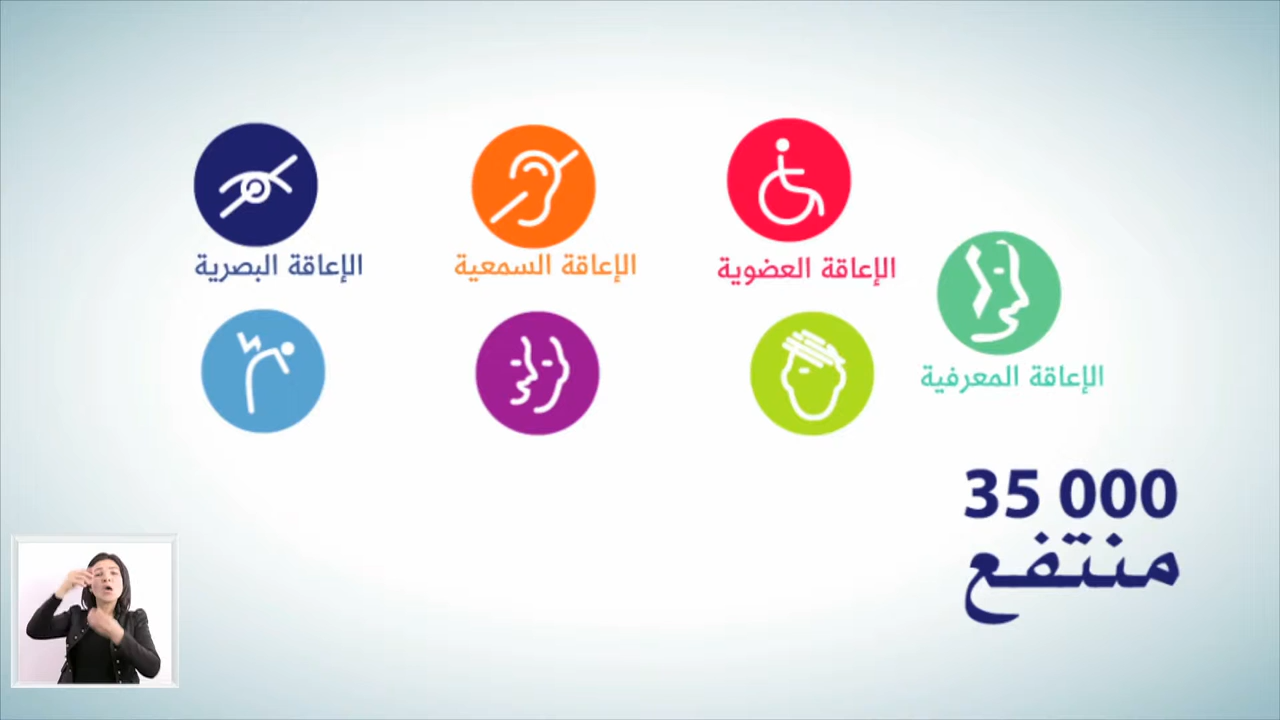 الإعاقة العضوية
الإعاقة السمعية
الإعاقة البصرية
الإعاقة المعرفية
35 000
منتفع